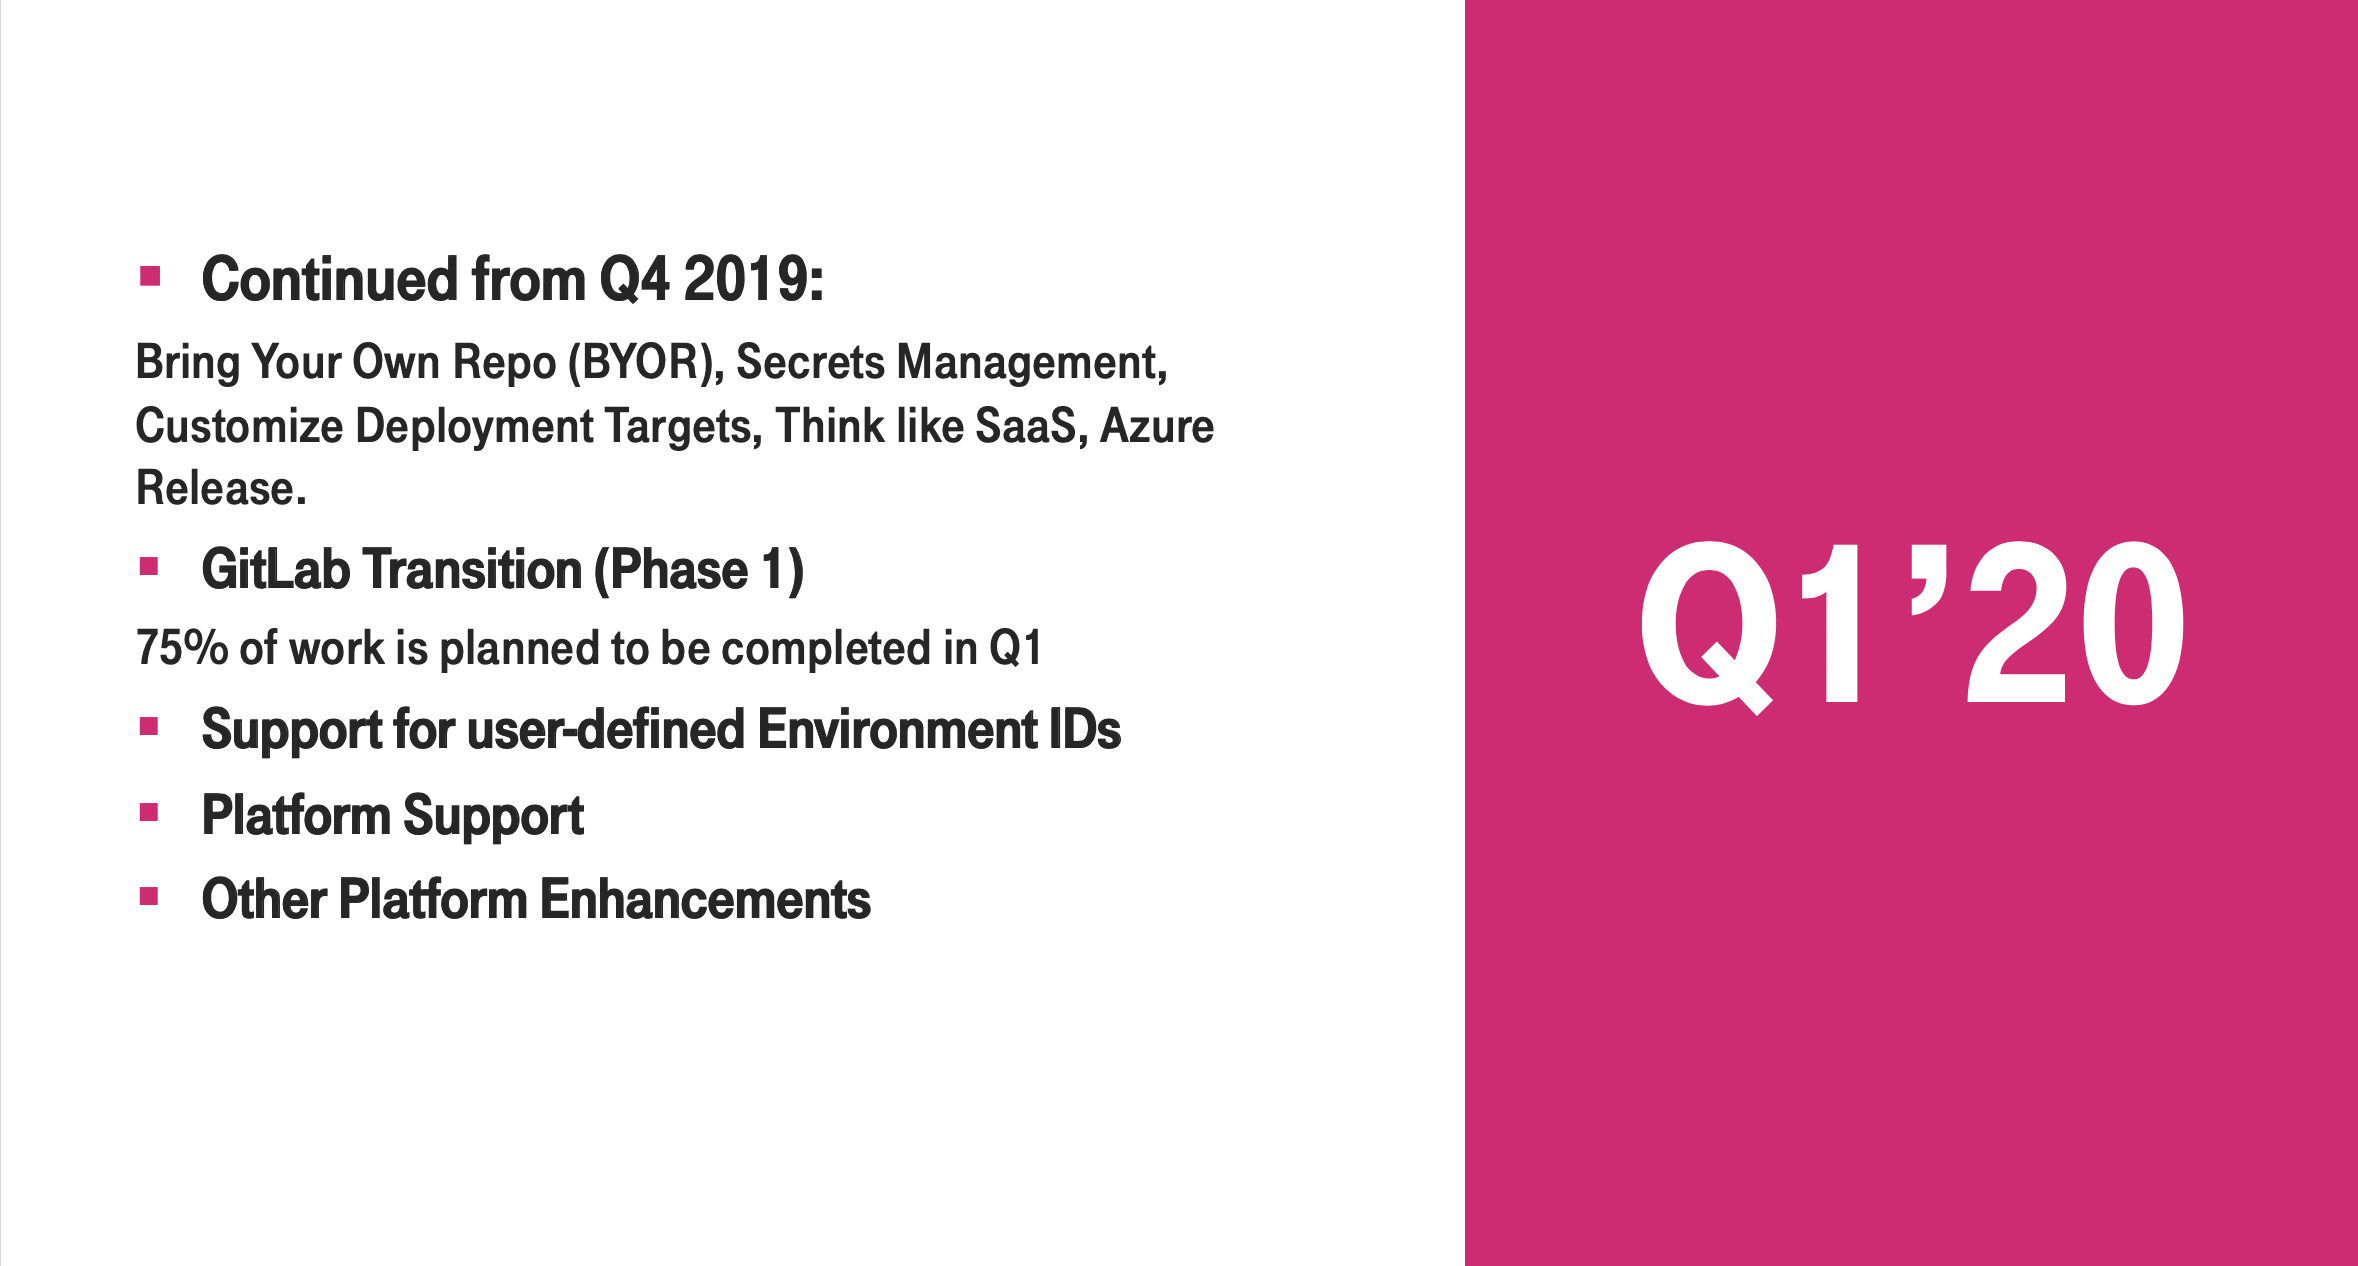 Continued from Q4 2019:
Bring Your Own Repo (BYOR), Secrets Management,
Customize Deployment Targets, Think like SaaS, Azure
Release.
GitLab Transition (Phase 1)
75% of work is planned to be completed in Q1
Support for user-defined Environment IDs
Platform Support
Other Platform Enhancements
Q1’20